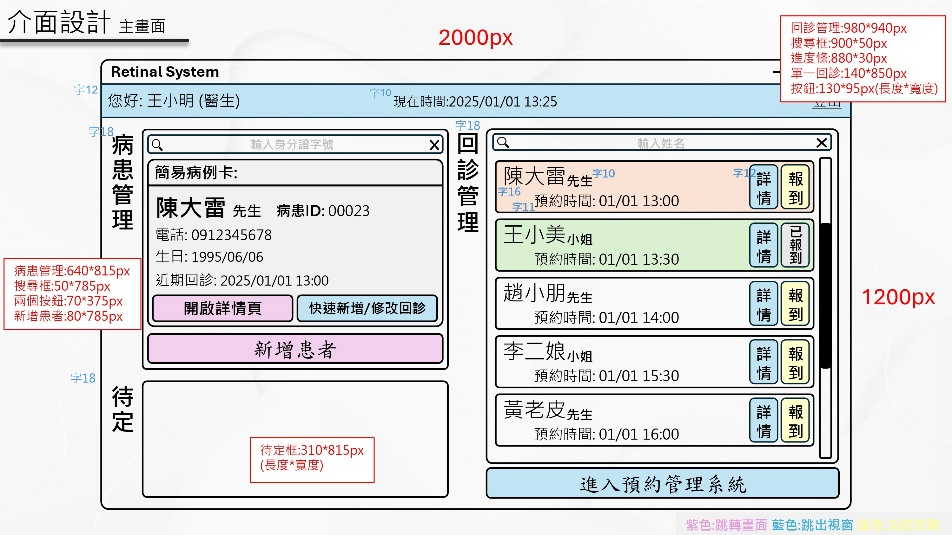 介面設計 主畫面
2000px
回診管理:980*940px
搜尋框:900*50px
進度條:880*30px
單一回診:140*850px
按鈕:130*95px(長度*寬度)
Retinal System
字12
您好: 王小明 (醫生)
字10
現在時間:2025/01/01 13:25
登出
字18
病患管理
輸入身分證字號 X
簡易病例卡:
陳大雷 先生 病患ID: 00023
電話: 0912345678
生日: 1995/06/06
近期回診: 2025/01/01 13:00
開啟詳情頁
快速新增/修改回診
新增患者
病患管理:640*815px
搜尋框:50*785px
兩個按鈕:70*375px
新增患者:80*785px
字18
待定
待定框:310*815px
(長度*寬度)
字18
回診管理
輸入姓名 X
陳大雷先生 字10
字16
字11
預約時間: 01/01 13:00
字12
詳情
報到
王小美小姐
預約時間: 01/01 13:30
詳情
已報到
趙小朋先生
預約時間: 01/01 14:00
詳情
報到
李二娘小姐
預約時間: 01/01 15:30
詳情
報到
黃老皮先生
預約時間: 01/01 16:00
詳情
報到
進入預約管理系統
1200px
紫色:跳轉畫面 藍色:跳出視窗